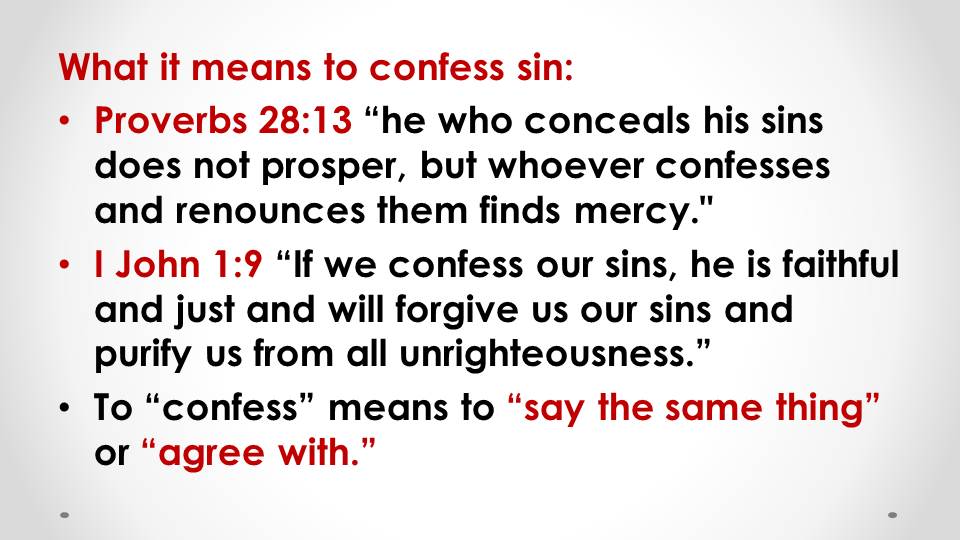 What it means to confess sin:
• Proverbs 28:13 “he who conceals his sins
does not prosper, but whoever confesses
and renounces them finds mercy."
• I John 1:9 “If we confess our sins, he is faithful
and just and will forgive us our sins and
purify us from all unrighteousness.”
• To “confess” means to “say the same thing”
or “agree with.”